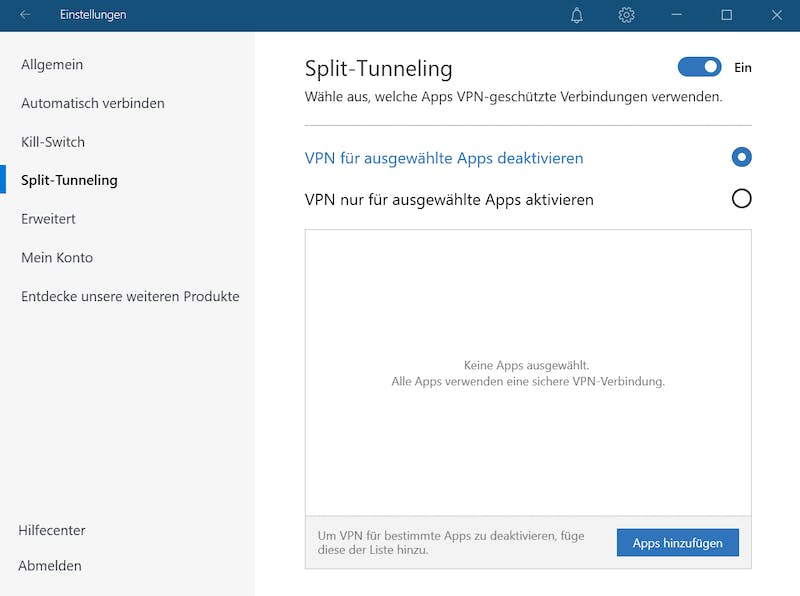 Einstellungen
Allgemein
Automatisch verbinden
Kill-Switch
Split-Tunneling
Erweitert
Mein Konto
Entdecke unsere weiteren Produkte
Hilfecenter
Abmelden
Split-Tunneling
Ein
Wähle aus, welche Apps VPN-geschützte Verbindungen verwenden.
VPN für ausgewählte Apps deaktivieren
VPN nur für ausgewählte Apps aktivieren
Keine Apps ausgewählt.
Alle Apps verwenden eine sichere VPN-Verbindung.
Um VPN für bestimmte Apps zu deaktivieren, füge
diese der Liste hinzu.
Apps hinzufügen